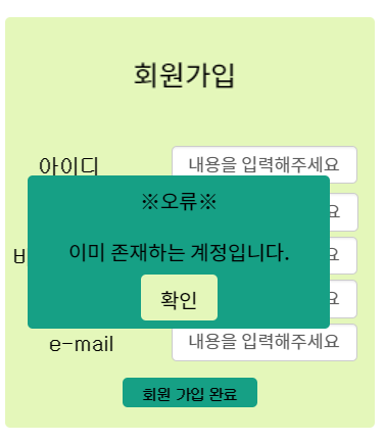 회원가입
아이디 내용을 입력해주세요
※오류※
이미 존재하는 계정입니다.
확인
e-mail 내용을 입력해주세요
회원 가입 완료